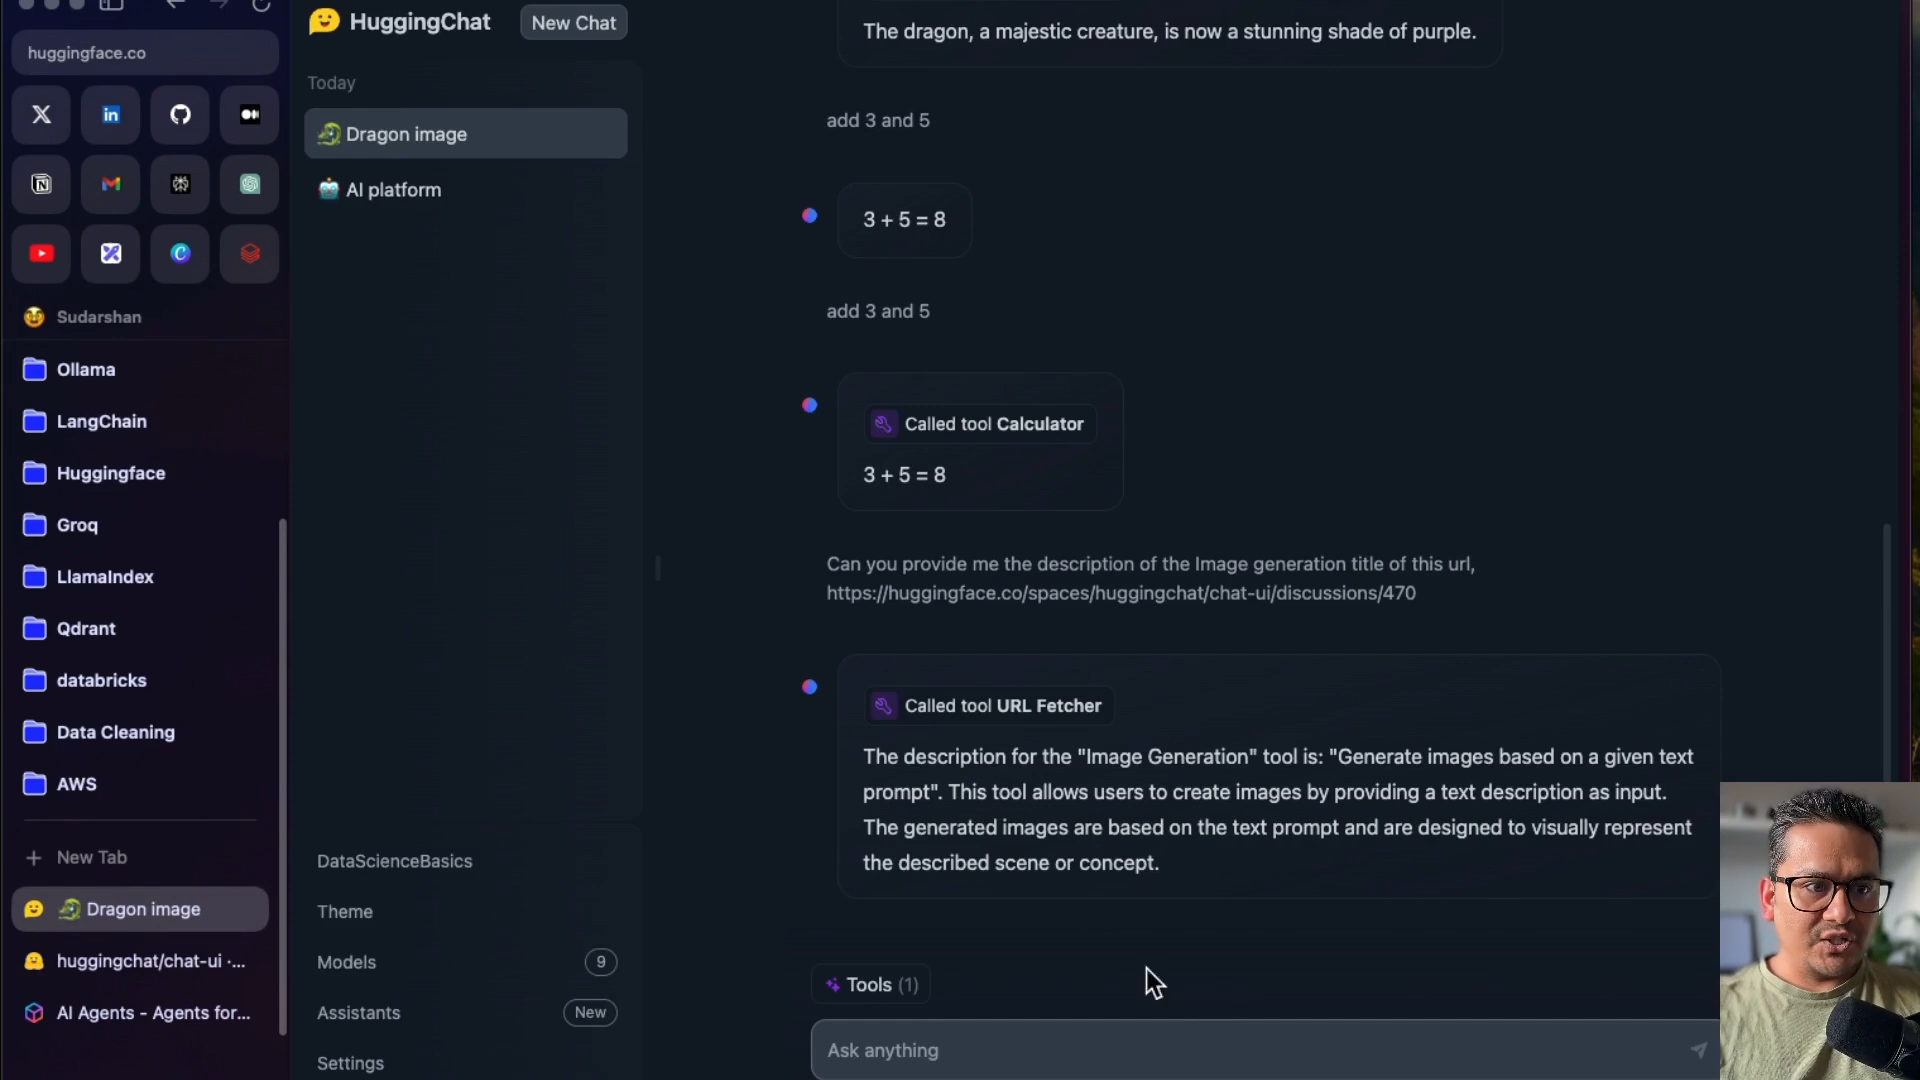 huggingface.co
Sudarshan
Ollama
LangChain
Huggingface
Groq
LlamaIndex
Qdrant
databricks
Data Cleaning
AWS
New Tab
Dragon image
huggingchat/chat-ui ·...
AI Agents - Agents for...
HuggingChat
New Chat
Today
Dragon image
AI platform
DataScienceBasics
Theme
Models 9
Assistants New
Settings
The dragon, a majestic creature, is now a stunning shade of purple.
add 3 and 5
3 + 5 = 8
add 3 and 5
Called tool Calculator
3 + 5 = 8
Can you provide me the description of the Image generation title of this url,
https://huggingface.co/spaces/huggingchat/chat-ui/discussions/470
Called tool URL Fetcher
The description for the "Image Generation" tool is: "Generate images based on a given text
prompt". This tool allows users to create images by providing a text description as input.
The generated images are based on the text prompt and are designed to visually represent
the described scene or concept.
Tools (1)
Ask anything